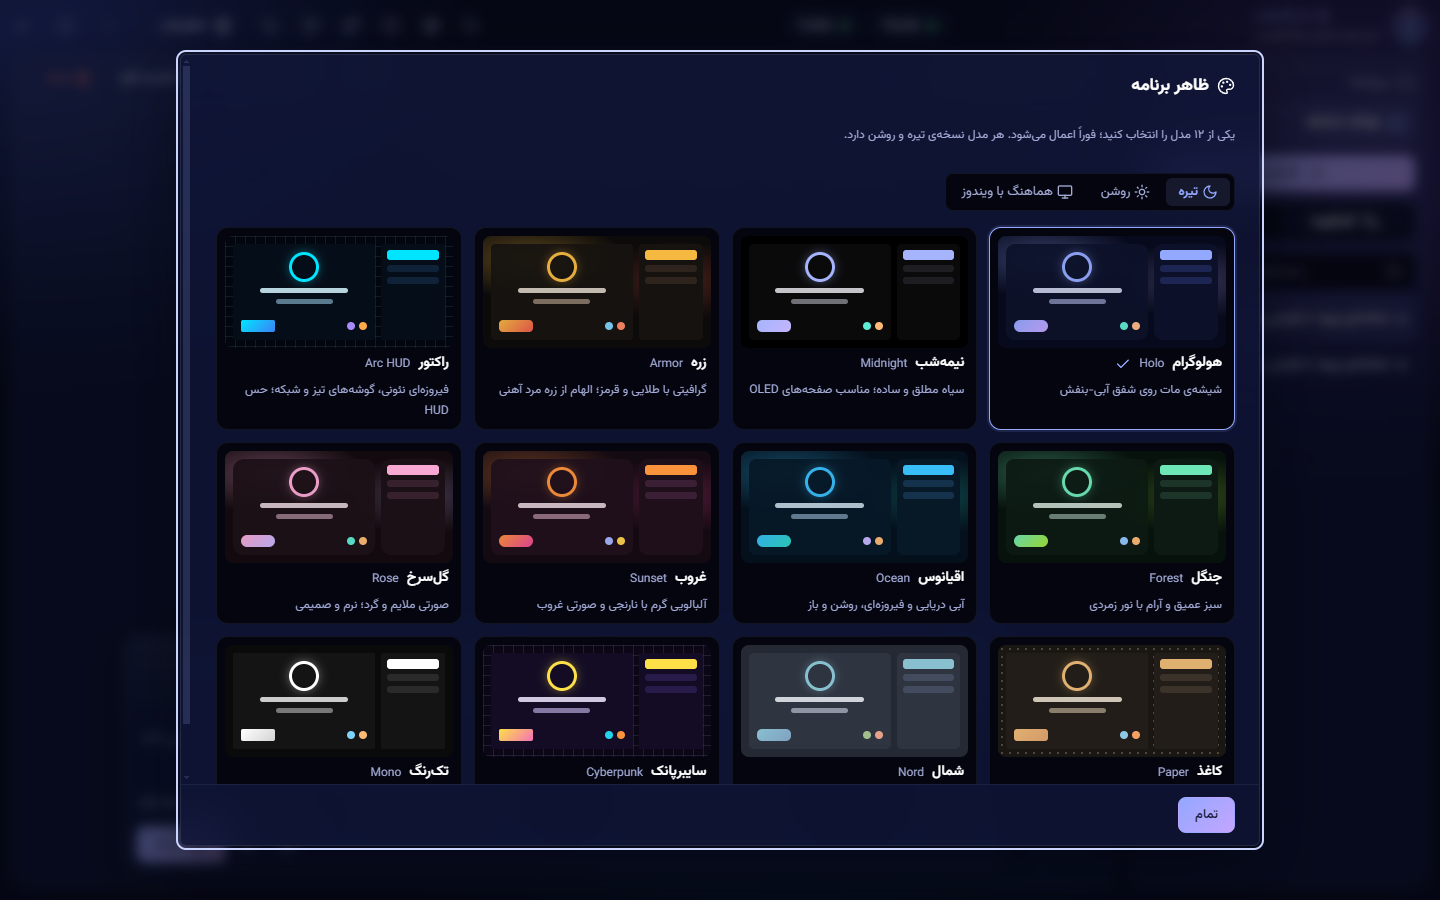 ظاهر برنامه
یکی از ۱۲ مدل را انتخاب کنید؛ فوراً اعمال می‌شود. هر مدل نسخه‌ی تیره و روشن دارد.
تیره
روشن
هماهنگ با ویندوز
هولوگرام Holo
شیشه‌ی مات روی شفق آبی-بنفش
نیمه‌شب Midnight
سیاه مطلق و ساده؛ مناسب صفحه‌های OLED
زره Armor
گرافیتی با طلایی و قرمز؛ الهام از زره مرد آهنی
راکتور Arc HUD
فیروزه‌ای نئونی، گوشه‌های تیز و شبکه؛ حس
HUD
جنگل Forest
سبز عمیق و آرام با نور زمردی
اقیانوس Ocean
آبی دریایی و فیروزه‌ای، روشن و باز
غروب Sunset
آلبالویی گرم با نارنجی و صورتی غروب
گل‌سرخ Rose
صورتی ملایم و گرد؛ نرم و صمیمی
کاغذ Paper
شمال Nord
سایبرپانک Cyberpunk
تک‌رنگ Mono
تمام